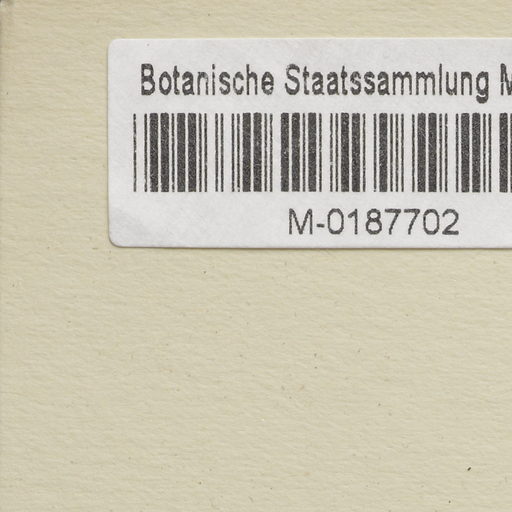 Botanische Staatssammlung M
M-0187702